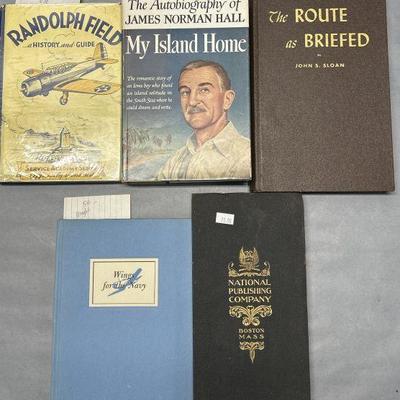 RANDOLPH FIELD
a HISTORY and GUIDE
The Autobiography of
JAMES NORMAN HALL
My Island Home
The romantic story of
an Iowa boy who found
an island solitude in
the South Seas where he
could dream and write.
The ROUTE
as BRIEFED
JOHN S. SLOAN
Wings
for the Navy
NATIONAL
PUBLISHING
COMPANY
BOSTON
MASS